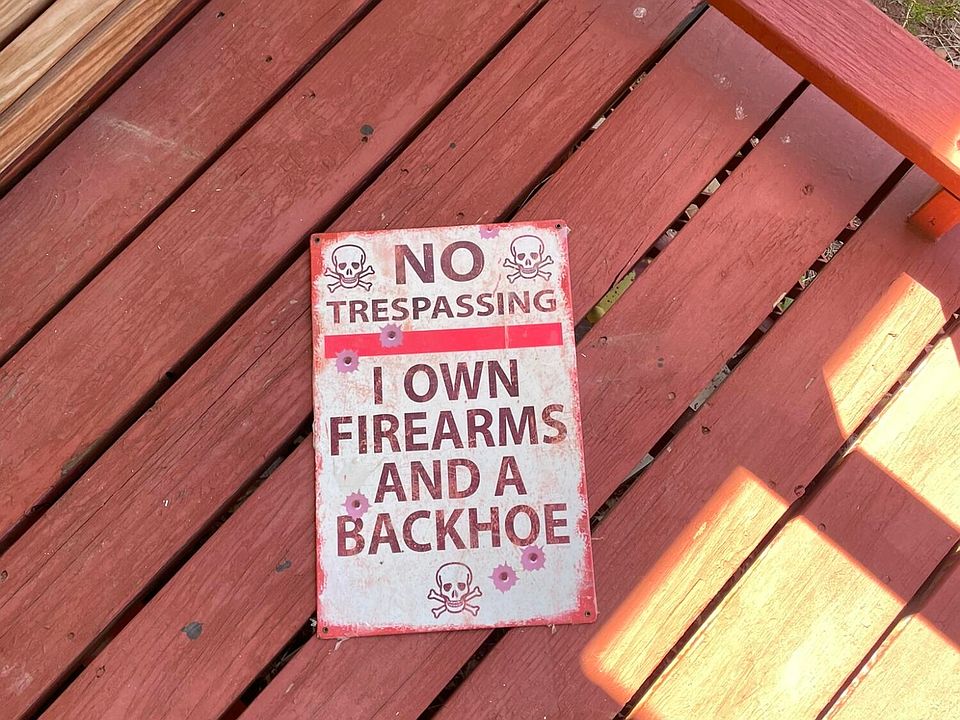 NO
TRESPASSING
I OWN
FIREARMS
AND A
BACKHOE